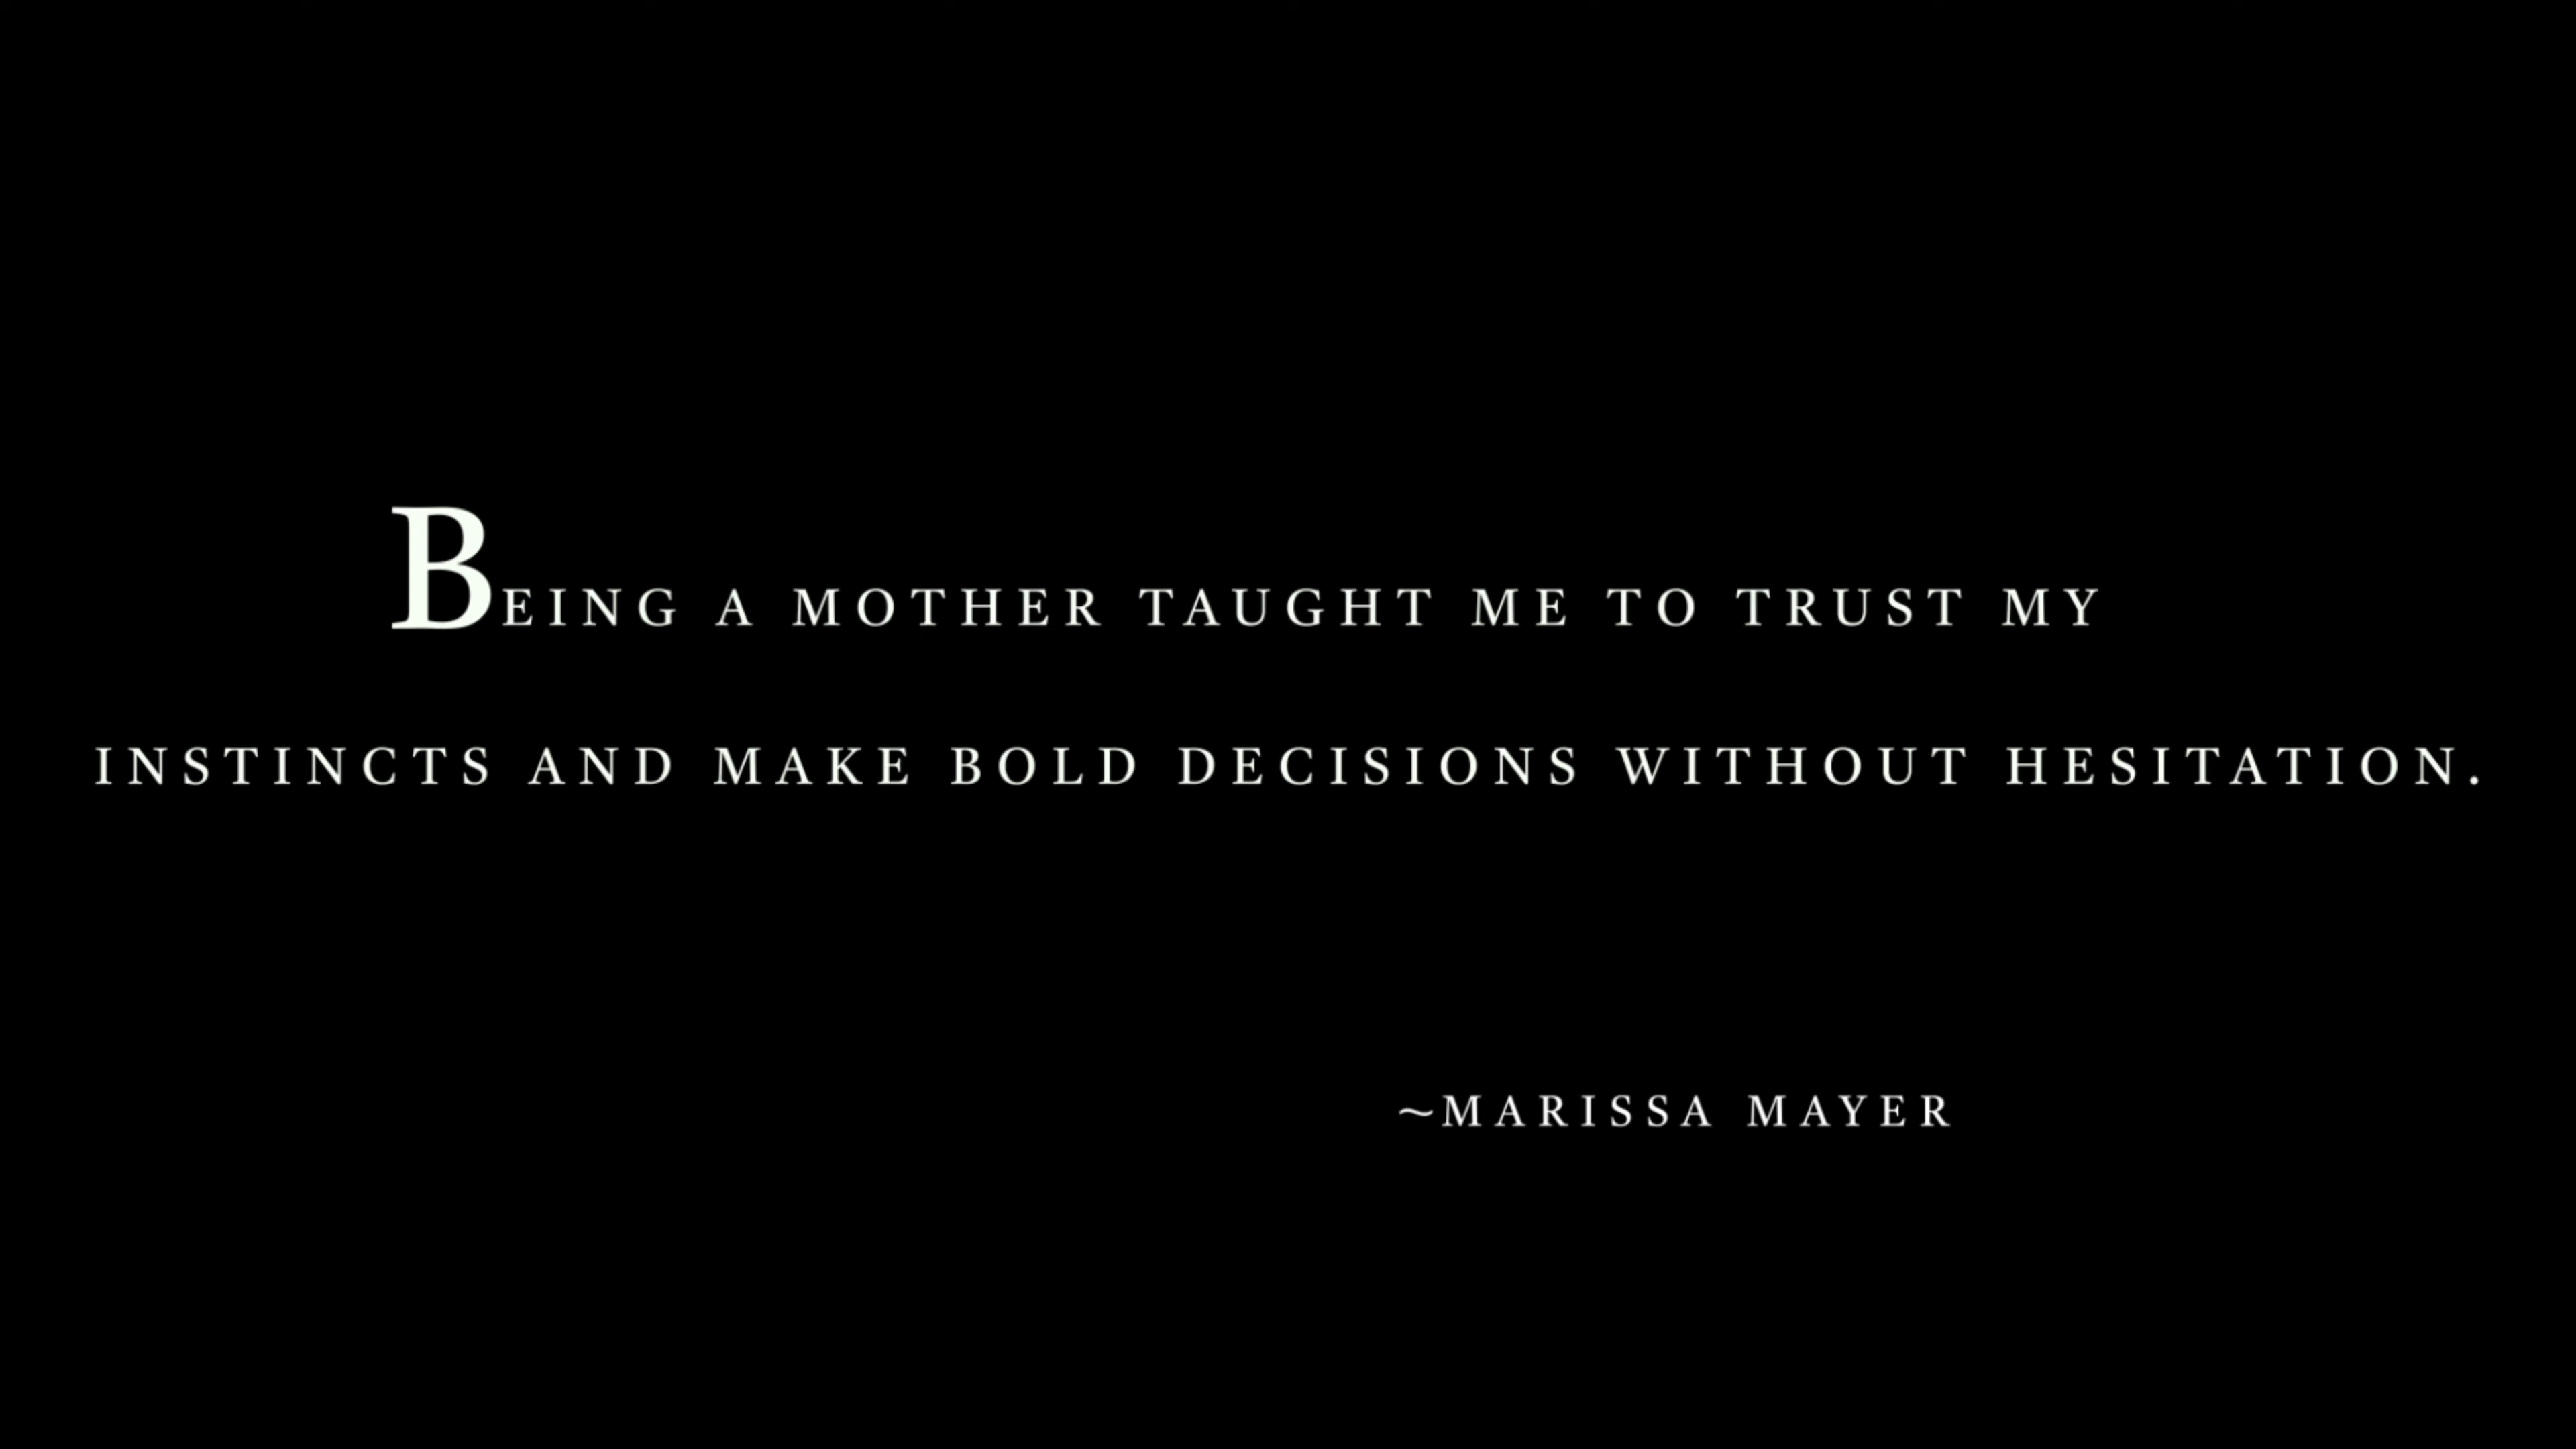 BEING A MOTHER TAUGHT ME TO TRUST MY
INSTINCTS AND MAKE BOLD DECISIONS WITHOUT HESITATION.
~MARISSA MAYER